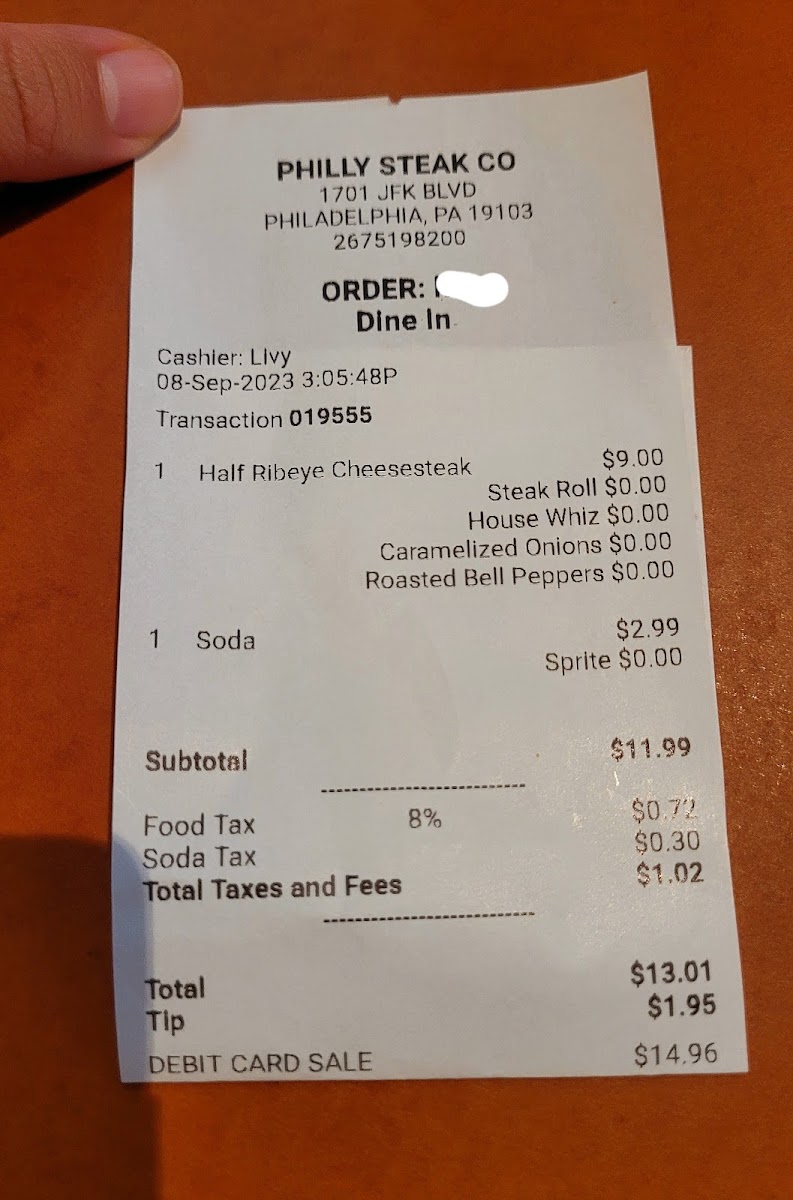 PHILLY STEAK CO
1701 JFK BLVD
PHILADELPHIA, PA 19103
2675198200
ORDER:
Dine In
Cashier: Livy
08-Sep-2023 3:05:48P
Transaction 019555
1 Half Ribeye Cheesesteak $9.00
Steak Roll $0.00
House Whiz $0.00
Caramelized Onions $0.00
Roasted Bell Peppers $0.00
1 Soda $2.99
Sprite $0.00
Subtotal $11.99
Food Tax 8% $0.72
Soda Tax $0.30
Total Taxes and Fees $1.02
Total $13.01
Tip $1.95
DEBIT CARD SALE $14.96